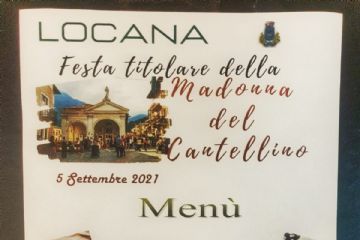 LOCANA
Festa titolare della
Madonna
del
Cantellino
5 Settembre 2021
Menù